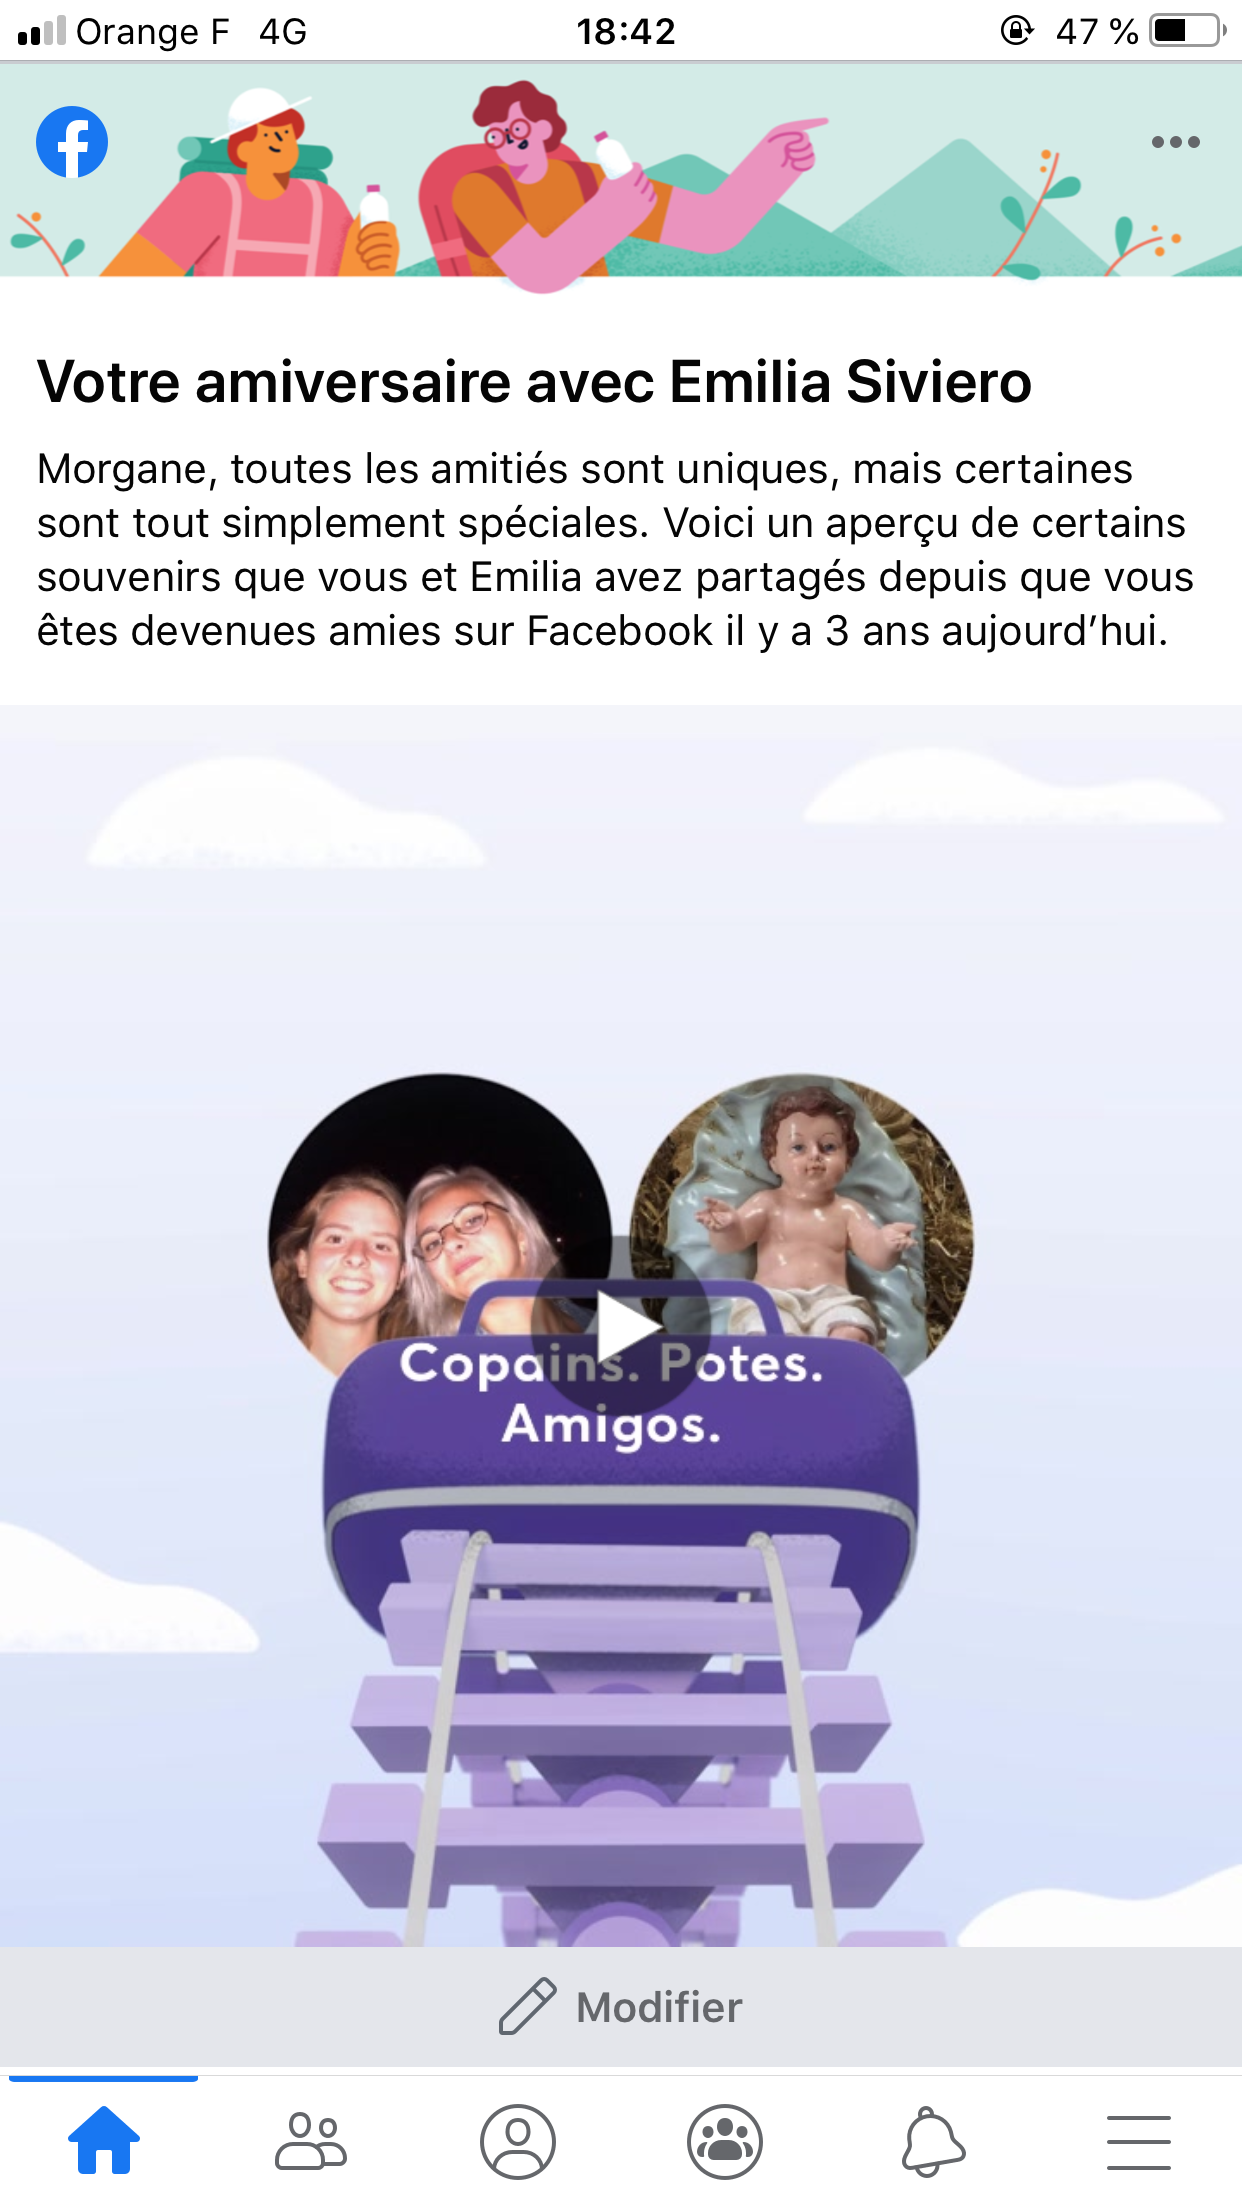 Orange F 4G 18:42 47 %
Votre amiversaire avec Emilia Siviero
Morgane, toutes les amitiés sont uniques, mais certaines
sont tout simplement spéciales. Voici un aperçu de certains
souvenirs que vous et Emilia avez partagés depuis que vous
êtes devenues amies sur Facebook il y a 3 ans aujourd’hui.
Copains. Potes.
Amigos.
Modifier